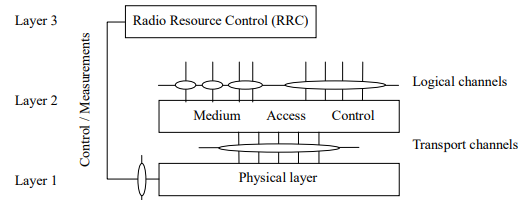 Layer 3
Radio Resource Control (RRC)
Control / Measurements
Logical channels
Layer 2
Medium Access Control
Transport channels
Layer 1
Physical layer